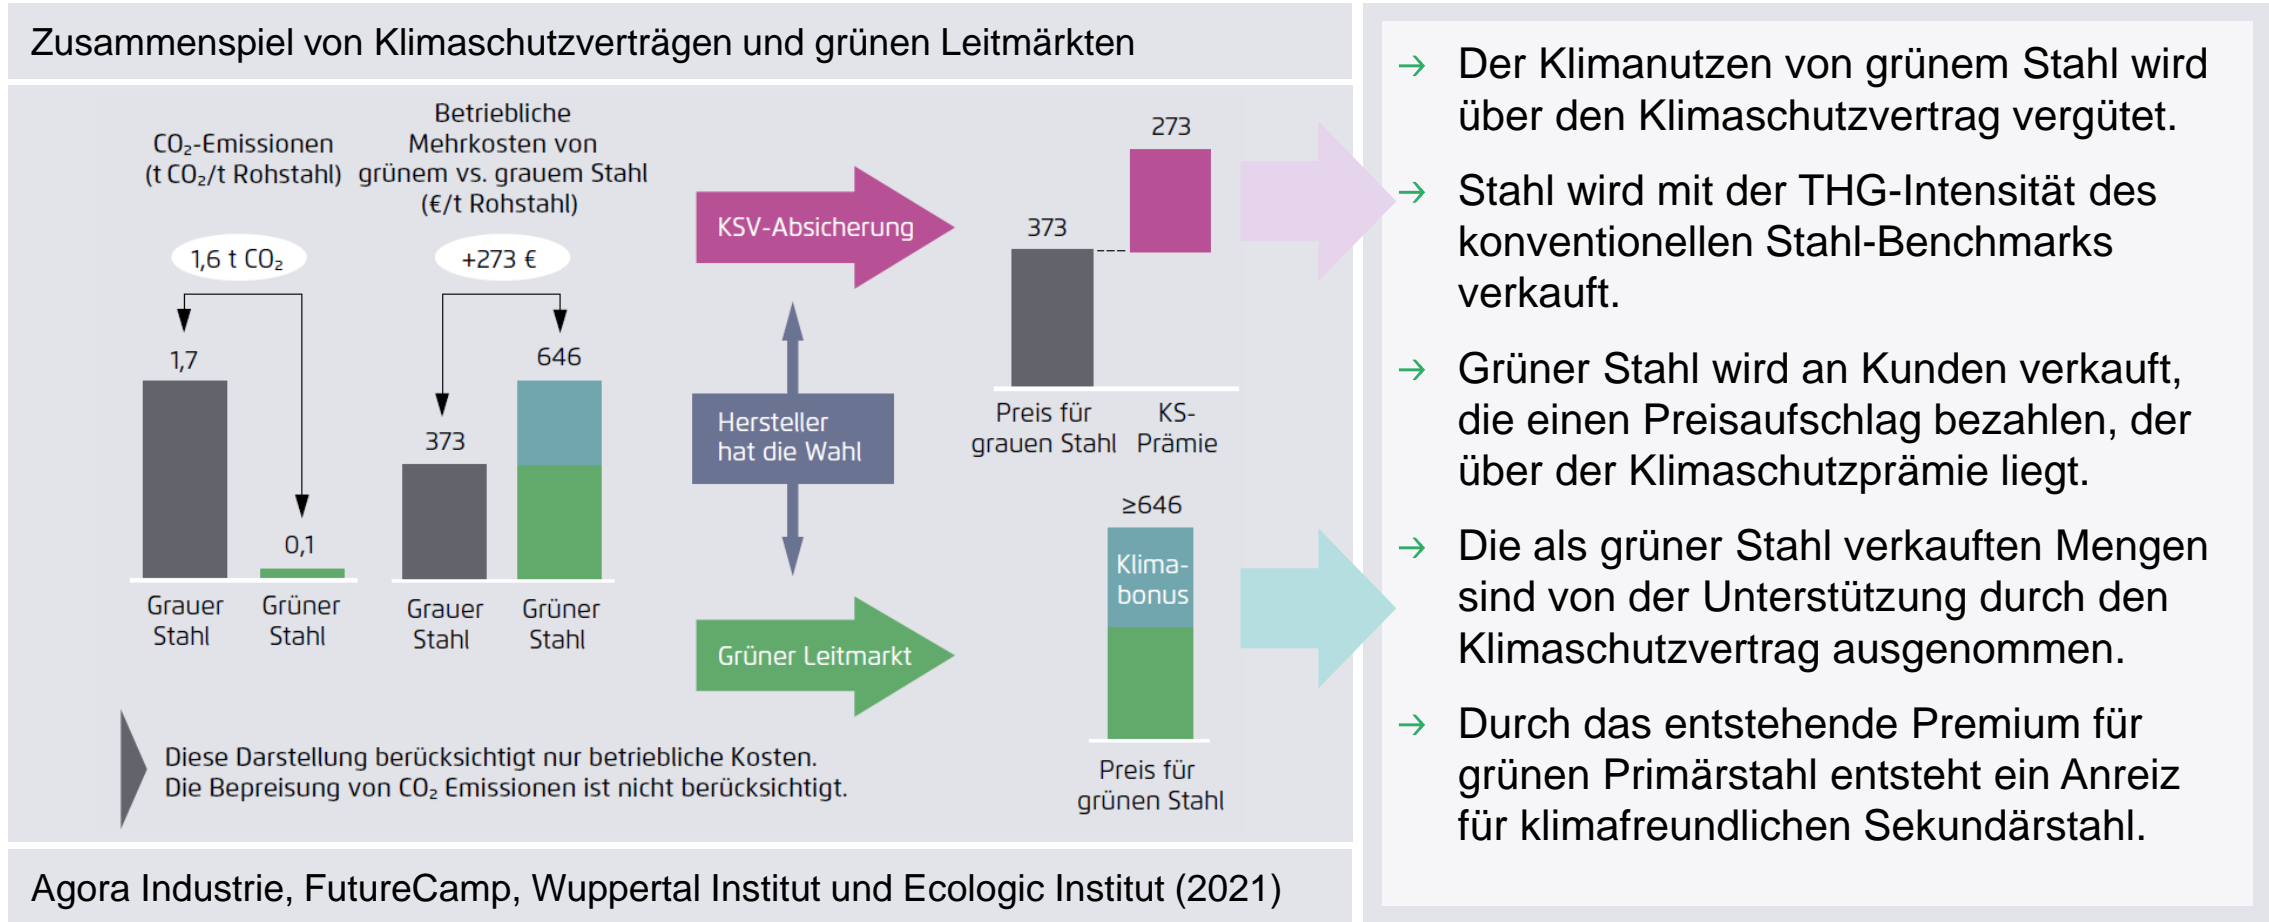 Zusammenspiel von Klimaschutzverträgen und grünen Leitmärkten
CO₂-Emissionen
(t CO₂/t Rohstahl)
1,6 t CO₂
1,7
0,1
Grauer
Stahl
Grüner
Stahl
Betriebliche
Mehrkosten von
grünem vs. grauem Stahl
(€/t Rohstahl)
+273 €
373
646
Grauer
Stahl
Grüner
Stahl
KSV-Absicherung
Hersteller
hat die Wahl
Grüner Leitmarkt
373
273
Preis für
grauen Stahl
KS-
Prämie
≥646
Klima-
bonus
Preis für
grünen Stahl
Diese Darstellung berücksichtigt nur betriebliche Kosten.
Die Bepreisung von CO₂ Emissionen ist nicht berücksichtigt.
Agora Industrie, FutureCamp, Wuppertal Institut und Ecologic Institut (2021)
→ Der Klimanutzen von grünem Stahl wird
über den Klimaschutzvertrag vergütet.
→ Stahl wird mit der THG-Intensität des
konventionellen Stahl-Benchmarks
verkauft.
→ Grüner Stahl wird an Kunden verkauft,
die einen Preisaufschlag bezahlen, der
über der Klimaschutzprämie liegt.
→ Die als grüner Stahl verkauften Mengen
sind von der Unterstützung durch den
Klimaschutzvertrag ausgenommen.
→ Durch das entstehende Premium für
grünen Primärstahl entsteht ein Anreiz
für klimafreundlichen Sekundärstahl.